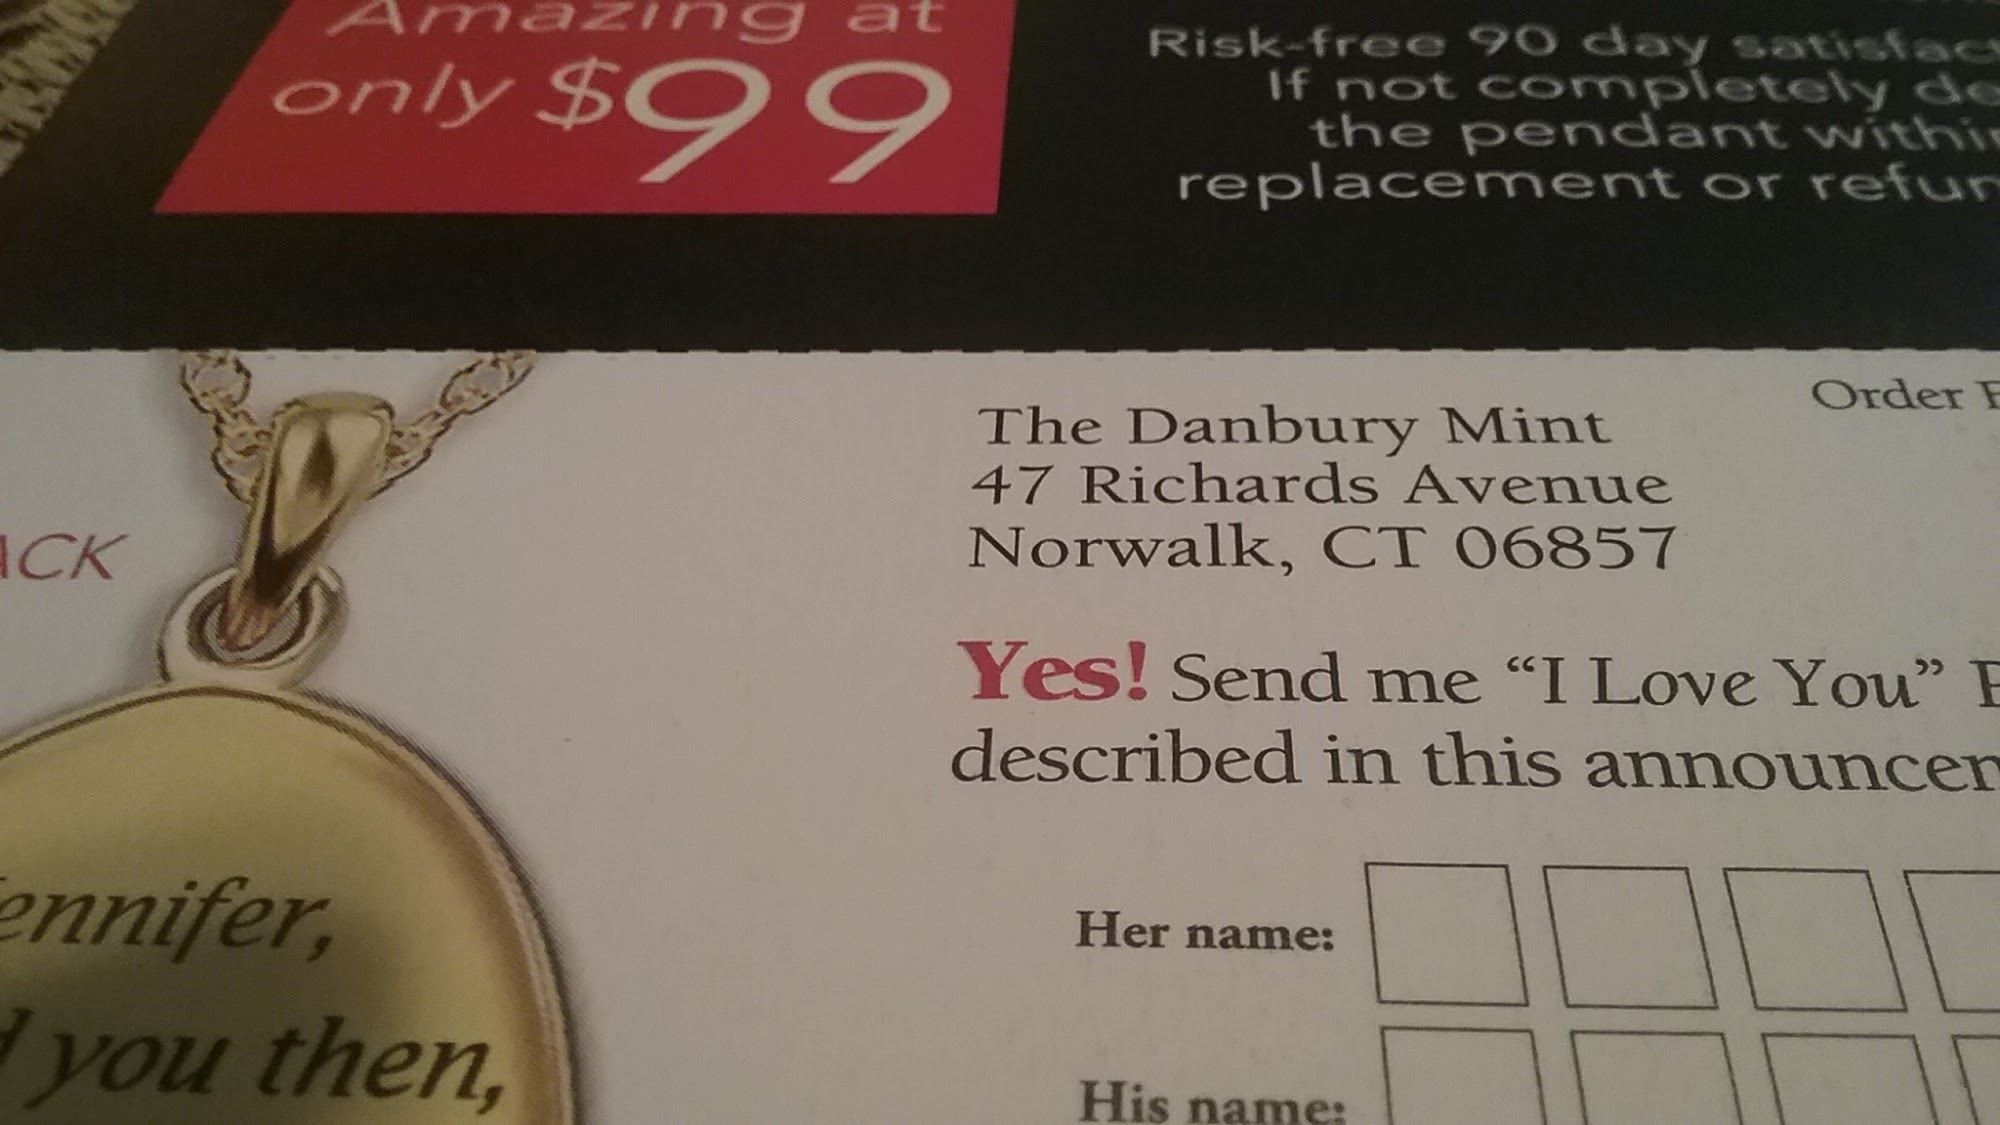 Amazing at
only $99
Risk-free 90 day
If not completely
the pendant
replacement or
Order
The Danbury Mint
47 Richards Avenue
Norwalk, CT 06857
Yes! Send me “I Love You”
described in this
Her name:
His name:
you then,